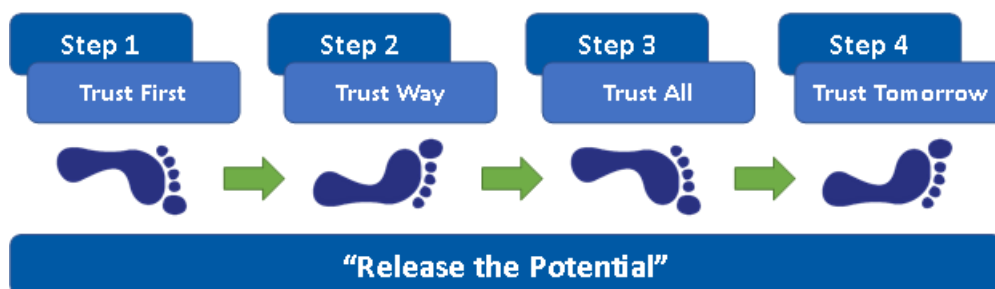 Step 1
Trust First
Step 2
Trust Way
Step 3
Trust All
Step 4
Trust Tomorrow
“Release the Potential”